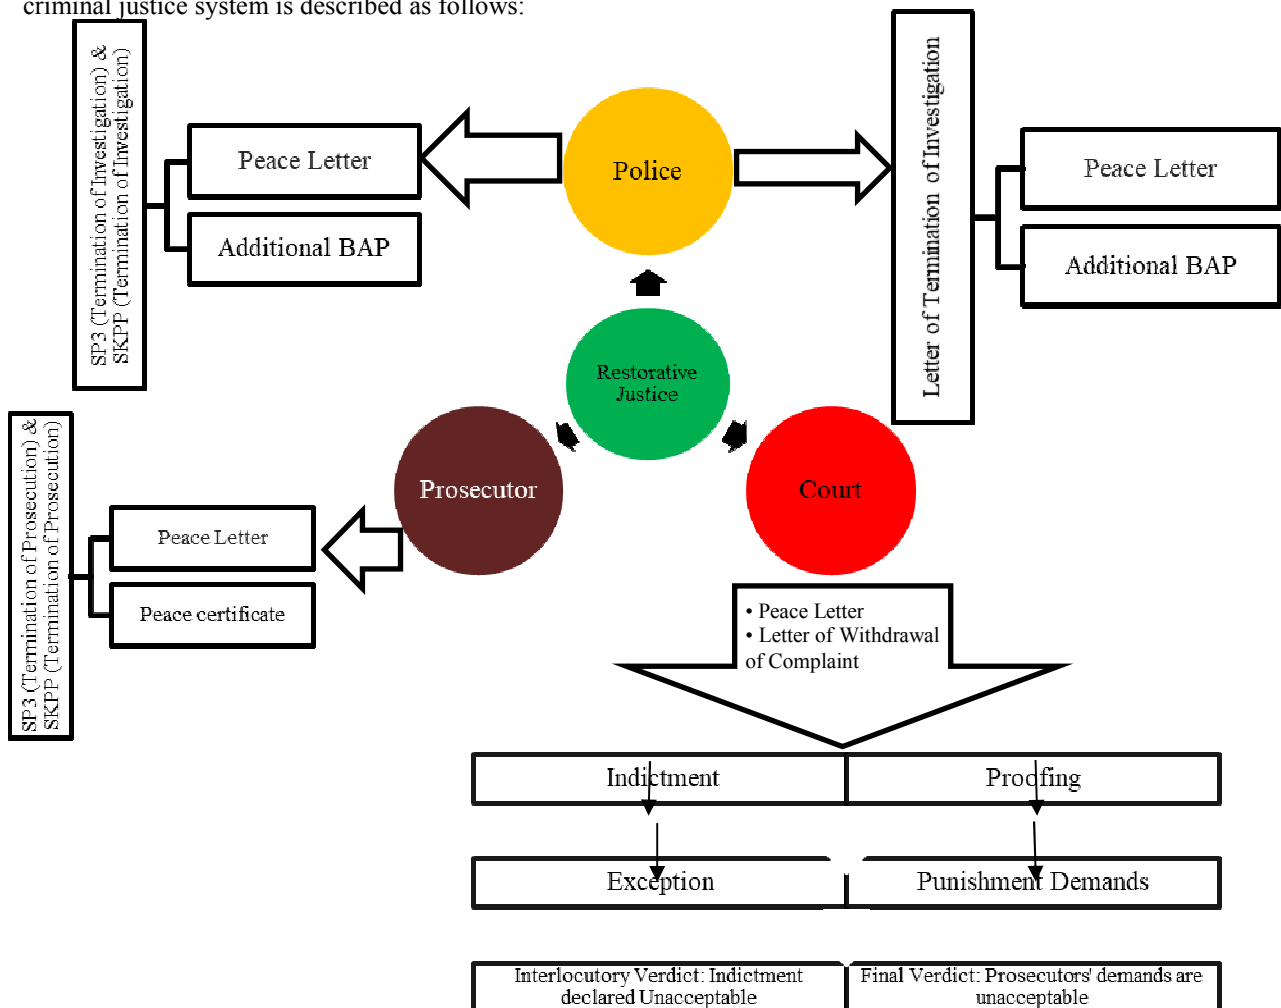 criminal justice system is described as follows:
SP3 (Termination of Investigation) &
SKPP (Termination of Investigation)
Peace Letter
Additional BAP
Police
Letter of Termination of Investigation
Peace Letter
Additional BAP
Restorative
Justice
Prosecutor
Court
SP3 (Termination of Prosecution) &
SKPP (Termination of Prosecution)
Peace Letter
Peace certificate
• Peace Letter
• Letter of Withdrawal
of Complaint
Indictment
Proofing
Exception
Punishment Demands
Interlocutory Verdict: Indictment
declared Unacceptable
Final Verdict: Prosecutors' demands are
unacceptable